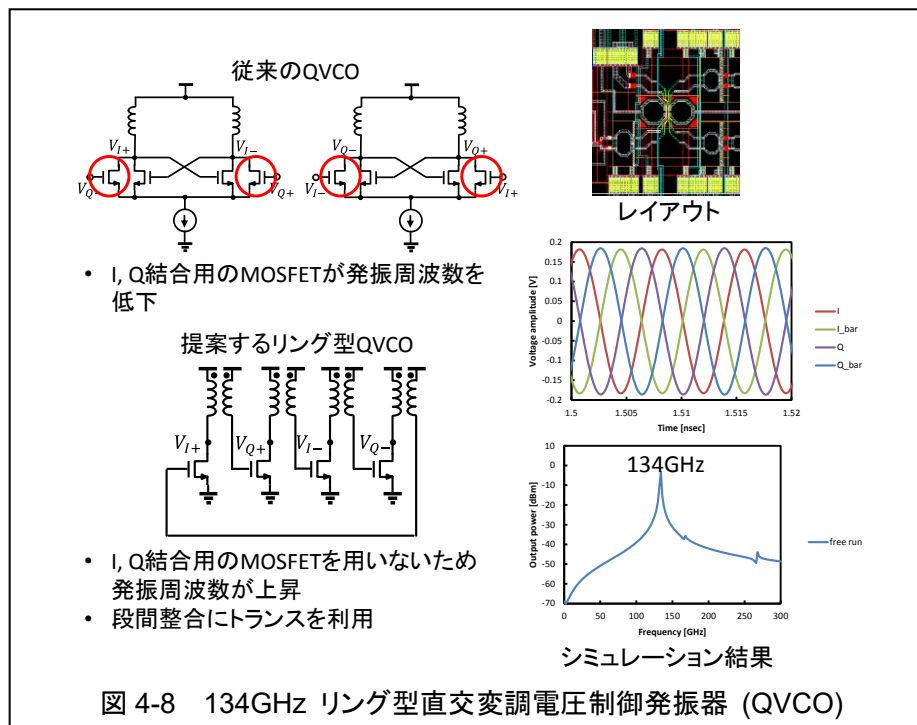 従来のQVCO
V_{I+}
V_{I−}
V_{Q−}
V_{Q+}
V_{Q+}
V_{I−}
V_{I+}
• I, Q結合用のMOSFETが発振周波数を
低下
提案するリング型QVCO
V_{I+}
V_{Q+}
V_{I−}
V_{Q−}
• I, Q結合用のMOSFETを用いないため
発振周波数が上昇
• 段間整合にトランスを利用
レイアウト
Voltage amplitude [V]
0.2
0.15
0.1
0.05
0
-0.05
-0.1
-0.15
-0.2
1.5 1.505 1.51 1.515 1.52
Time [nsec]
I
I_bar
Q
Q_bar
134GHz
Output power [dBm]
10
0
-10
-20
-30
-40
-50
-60
-70
0 50 100 150 200 250 300
Frequency [GHz]
free run
シミュレーション結果
図 4-8 134GHz リング型直交変調電圧制御発振器 (QVCO)